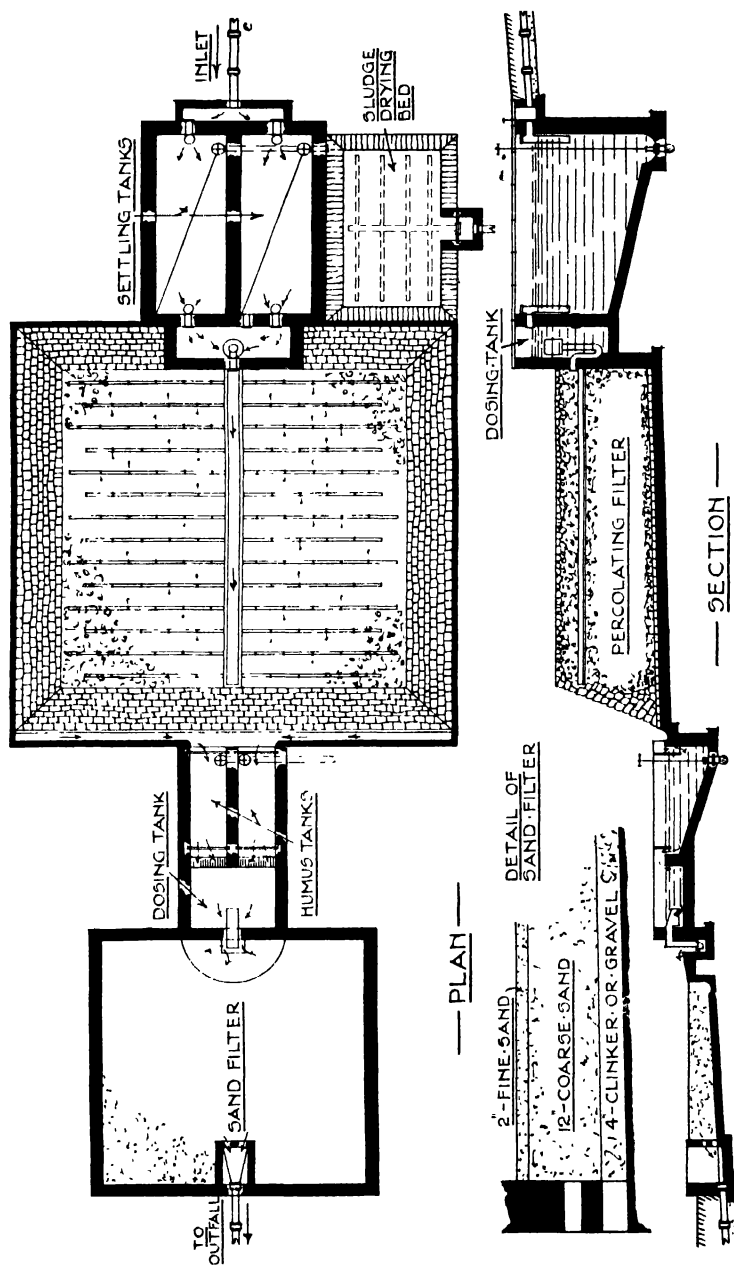 INLET
SETTLING TANKS
SLUDGE
DRYING
BED
DOSING TANK
HUMUS TANKS
SAND FILTER
TO
OUTFALL
— PLAN —
DOSING·TANK
PERCOLATING FILTER
— SECTION —
DETAIL OF
SAND·FILTER
2"-FINE·SAND
12"-COARSE·SAND
4"-CLINKER·OR·GRAVEL